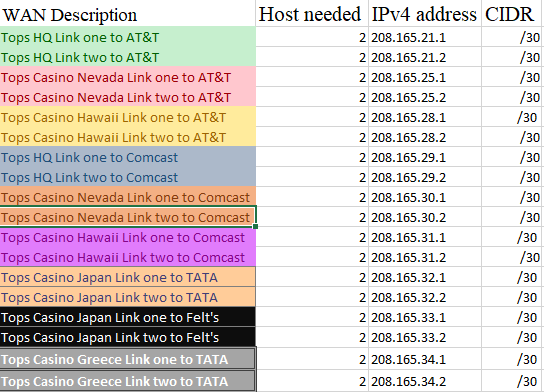 WAN Description Host needed IPv4 address CIDR
Tops HQ Link one to AT&T 2 208.165.21.1 /30
Tops HQ Link two to AT&T 2 208.165.21.2 /30
Tops Casino Nevada Link one to AT&T 2 208.165.25.1 /30
Tops Casino Nevada Link two to AT&T 2 208.165.25.2 /30
Tops Casino Hawaii Link one to AT&T 2 208.165.28.1 /30
Tops Casino Hawaii Link two to AT&T 2 208.165.28.2 /30
Tops HQ Link one to Comcast 2 208.165.29.1 /30
Tops HQ Link two to Comcast 2 208.165.29.2 /30
Tops Casino Nevada Link one to Comcast 2 208.165.30.1 /30
Tops Casino Nevada Link two to Comcast 2 208.165.30.2 /30
Tops Casino Hawaii Link one to Comcast 2 208.165.31.1 /30
Tops Casino Hawaii Link two to Comcast 2 208.165.31.2 /30
Tops Casino Japan Link one to TATA 2 208.165.32.1 /30
Tops Casino Japan Link two to TATA 2 208.165.32.2 /30
Tops Casino Japan Link one to Felt's 2 208.165.33.1 /30
Tops Casino Japan Link two to Felt's 2 208.165.33.2 /30
Tops Casino Greece Link one to TATA 2 208.165.34.1 /30
Tops Casino Greece Link two to TATA 2 208.165.34.2 /30